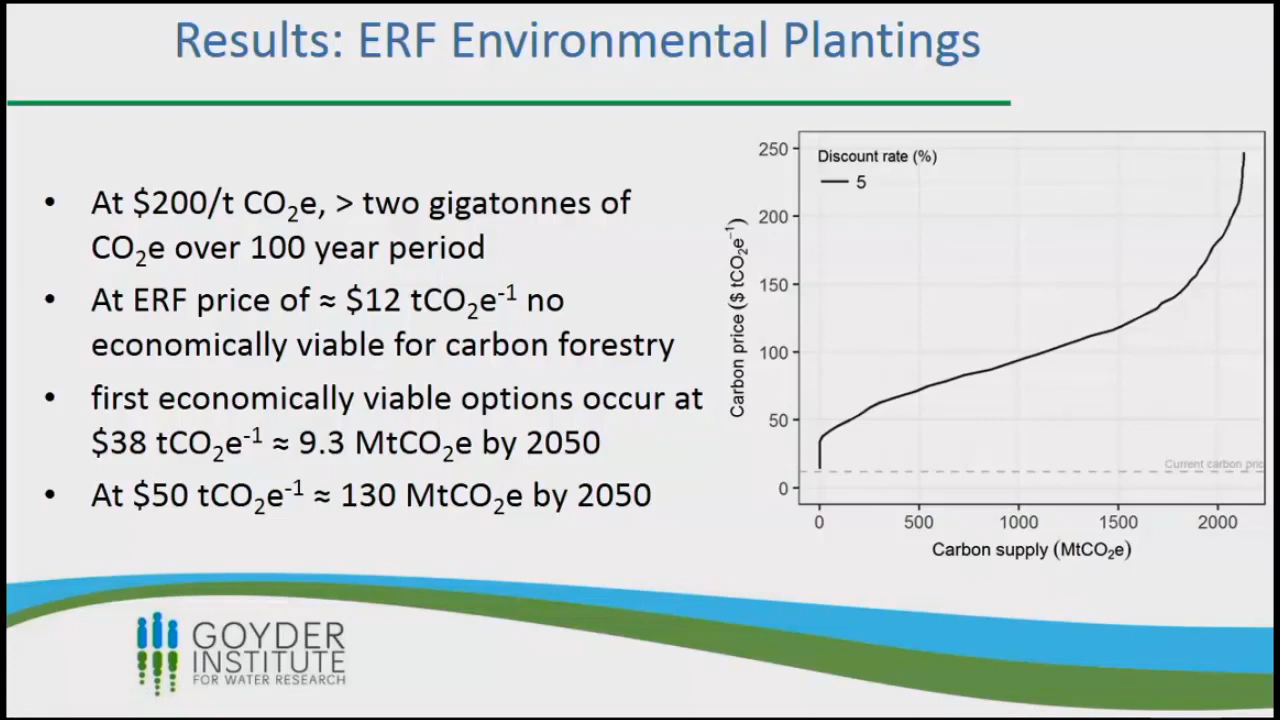 Results: ERF Environmental Plantings
• At $200/t CO₂e, > two gigatonnes of
CO₂e over 100 year period
• At ERF price of ≈ $12 tCO₂e⁻¹ no
economically viable for carbon forestry
• first economically viable options occur at
$38 tCO₂e⁻¹ ≈ 9.3 MtCO₂e by 2050
• At $50 tCO₂e⁻¹ ≈ 130 MtCO₂e by 2050
Carbon price ($ tCO₂e⁻¹)
250
200
150
100
50
0
Discount rate (%)
5
Current carbon pric
0 500 1000 1500 2000
Carbon supply (MtCO₂e)
GOYDER
INSTITUTE
FOR WATER RESEARCH